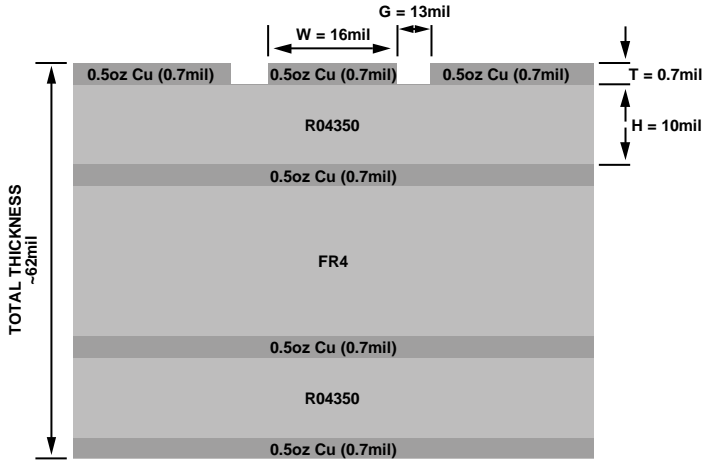 G = 13mil
W = 16mil
0.5oz Cu (0.7mil) 0.5oz Cu (0.7mil) 0.5oz Cu (0.7mil)
T = 0.7mil
R04350
H = 10mil
0.5oz Cu (0.7mil)
TOTAL THICKNESS
~62mil
FR4
0.5oz Cu (0.7mil)
R04350
0.5oz Cu (0.7mil)